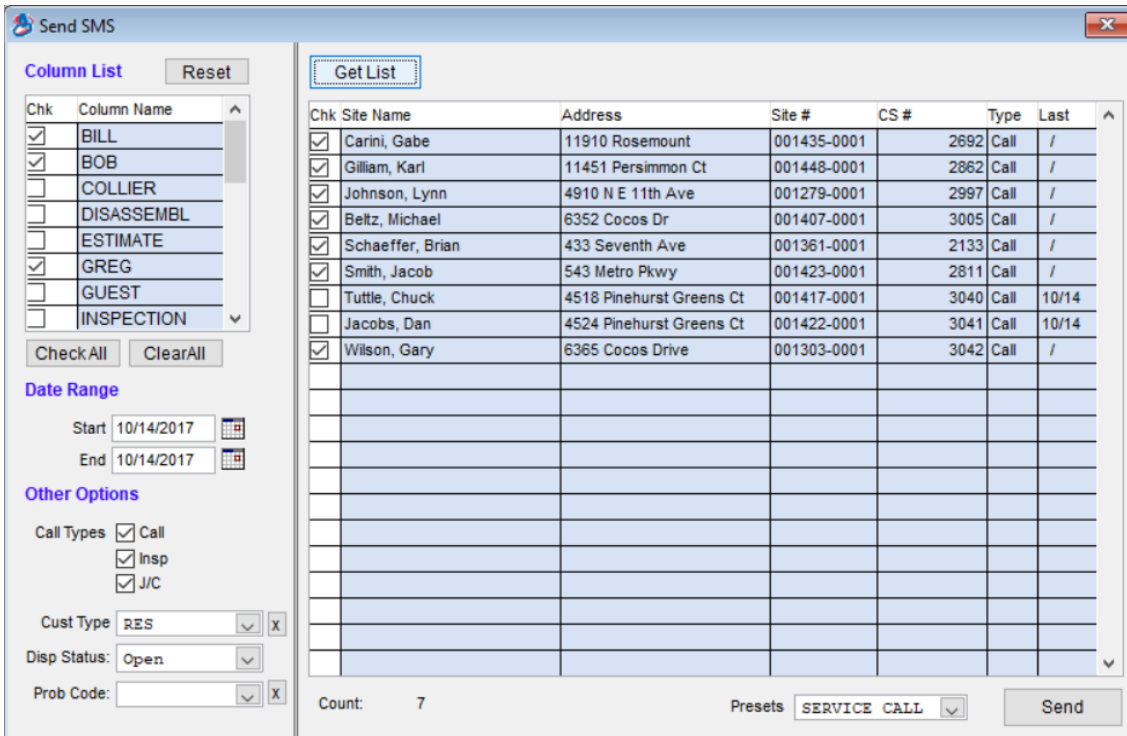 Send SMS
Column List Reset
Chk Column Name
BILL
BOB
COLLIER
DISASSEMBL
ESTIMATE
GREG
GUEST
INSPECTION
Check All ClearAll
Date Range
Start 10/14/2017
End 10/14/2017
Other Options
Call Types Call
Insp
J/C
Cust Type RES X
Disp Status: Open
Prob Code: X
Get List
Chk Site Name Address Site # CS # Type Last
Carini, Gabe 11910 Rosemount 001435-0001 2692 Call /
Gilliam, Karl 11451 Persimmon Ct 001448-0001 2862 Call /
Johnson, Lynn 4910 N E 11th Ave 001279-0001 2997 Call /
Beltz, Michael 6352 Cocos Dr 001407-0001 3005 Call /
Schaeffer, Brian 433 Seventh Ave 001361-0001 2133 Call /
Smith, Jacob 543 Metro Pkwy 001423-0001 2811 Call /
Tuttle, Chuck 4518 Pinehurst Greens Ct 001417-0001 3040 Call 10/14
Jacobs, Dan 4524 Pinehurst Greens Ct 001422-0001 3041 Call 10/14
Wilson, Gary 6365 Cocos Drive 001303-0001 3042 Call /
Count: 7 Presets SERVICE CALL Send